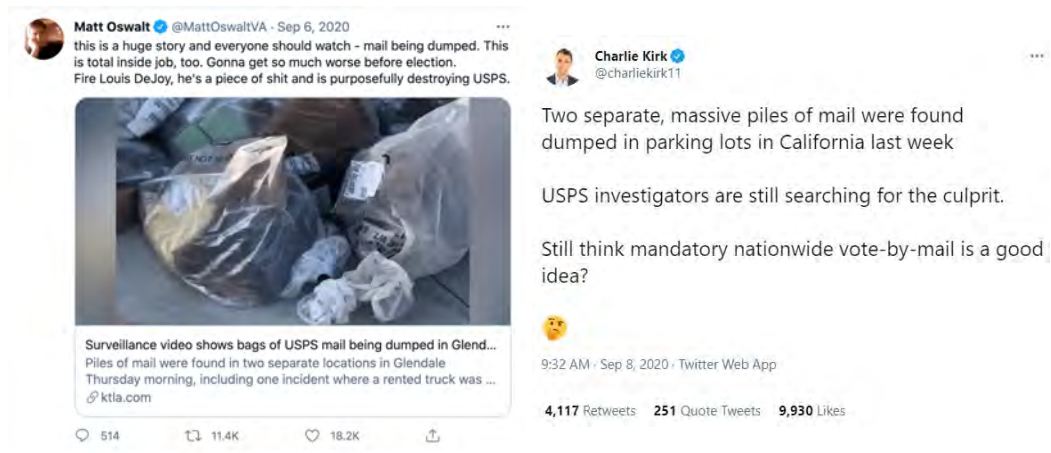 Matt Oswalt @MattOswaltVA · Sep 6, 2020
this is a huge story and everyone should watch - mail being dumped. This
is total inside job, too. Gonna get so much worse before election.
Fire Louis DeJoy, he's a piece of shit and is purposefully destroying USPS.
Surveillance video shows bags of USPS mail being dumped in Glend...
Piles of mail were found in two separate locations in Glendale
Thursday morning, including one incident where a rented truck was ...
ktla.com
514 11.4K 18.2K
Charlie Kirk
@charliekirk11
Two separate, massive piles of mail were found
dumped in parking lots in California last week
USPS investigators are still searching for the culprit.
Still think mandatory nationwide vote-by-mail is a good
idea?
9:32 AM · Sep 8, 2020 · Twitter Web App
4,117 Retweets 251 Quote Tweets 9,930 Likes